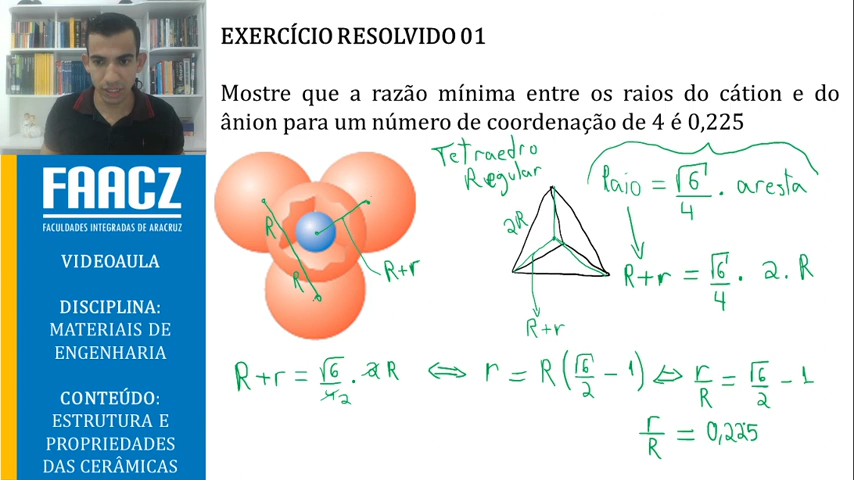 EXERCÍCIO RESOLVIDO 01
Mostre que a razão mínima entre os raios do cátion e do
ânion para um número de coordenação de 4 é 0,225
Tetraedro
Regular
Raio = √6/4 . aresta
2R
R
R
R+r
R+r
R+r = √6/4 . 2.R
R+r = √6/4 2 . 2R ⇔ r = R(√6/2 - 1) ⇔ r/R = √6/2 - 1
r/R = 0,225
FAACZ
FACULDADES INTEGRADAS DE ARACRUZ
VIDEOAULA
DISCIPLINA:
MATERIAIS DE
ENGENHARIA
CONTEÚDO:
ESTRUTURA E
PROPRIEDADES
DAS CERÂMICAS